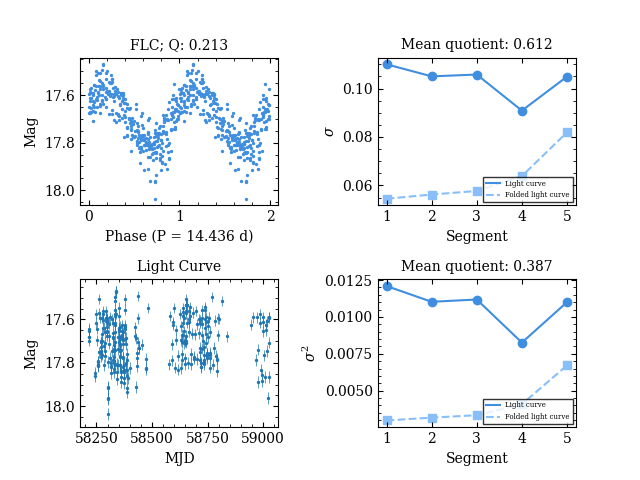 FLC; Q: 0.213
Mag
17.6
17.8
18.0
0
1
2
Phase (P = 14.436 d)
Mean quotient: 0.612
σ
0.10
0.08
0.06
Light curve
Folded light curve
1
2
3
4
5
Segment
Light Curve
Mag
17.6
17.8
18.0
58250
58500
58750
59000
MJD
Mean quotient: 0.387
σ²
0.0125
0.0100
0.0075
0.0050
Light curve
Folded light curve
1
2
3
4
5
Segment